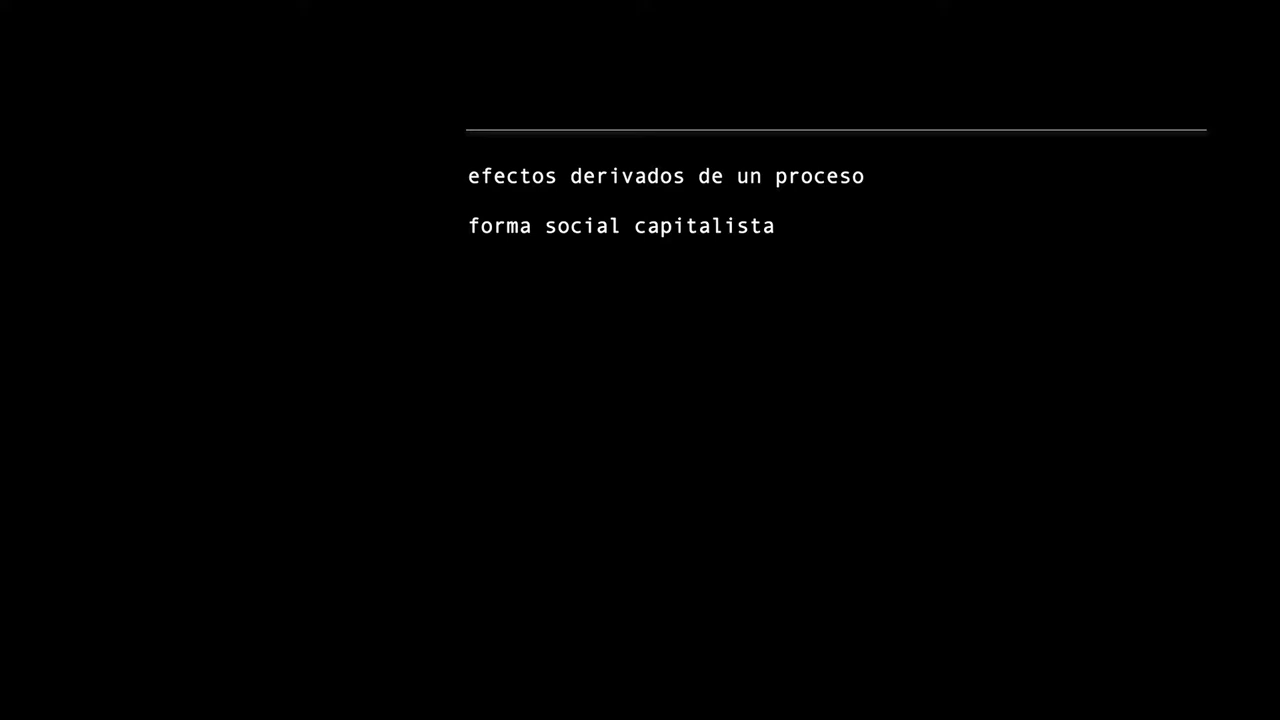 efectos derivados de un proceso
forma social capitalista